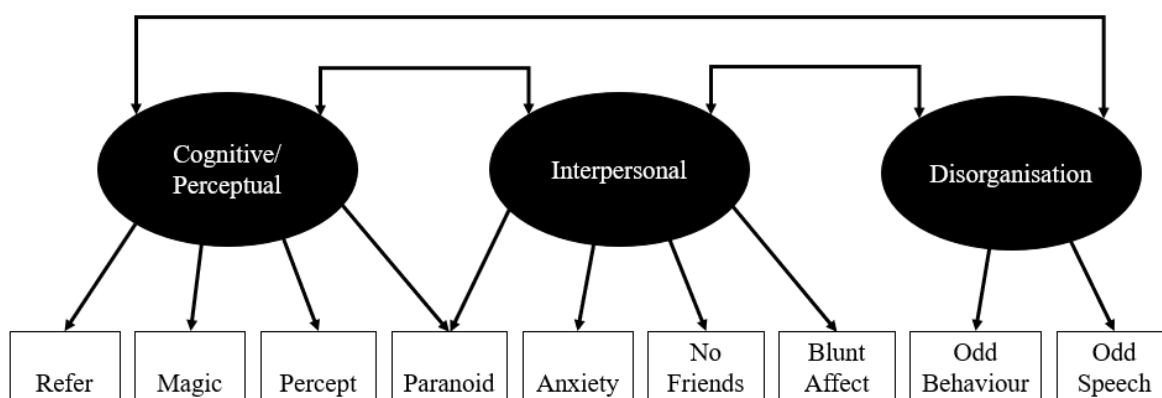 Cognitive/
Perceptual
Interpersonal
Disorganisation
Refer
Magic
Percept
Paranoid
Anxiety
No
Friends
Blunt
Affect
Odd
Behaviour
Odd
Speech